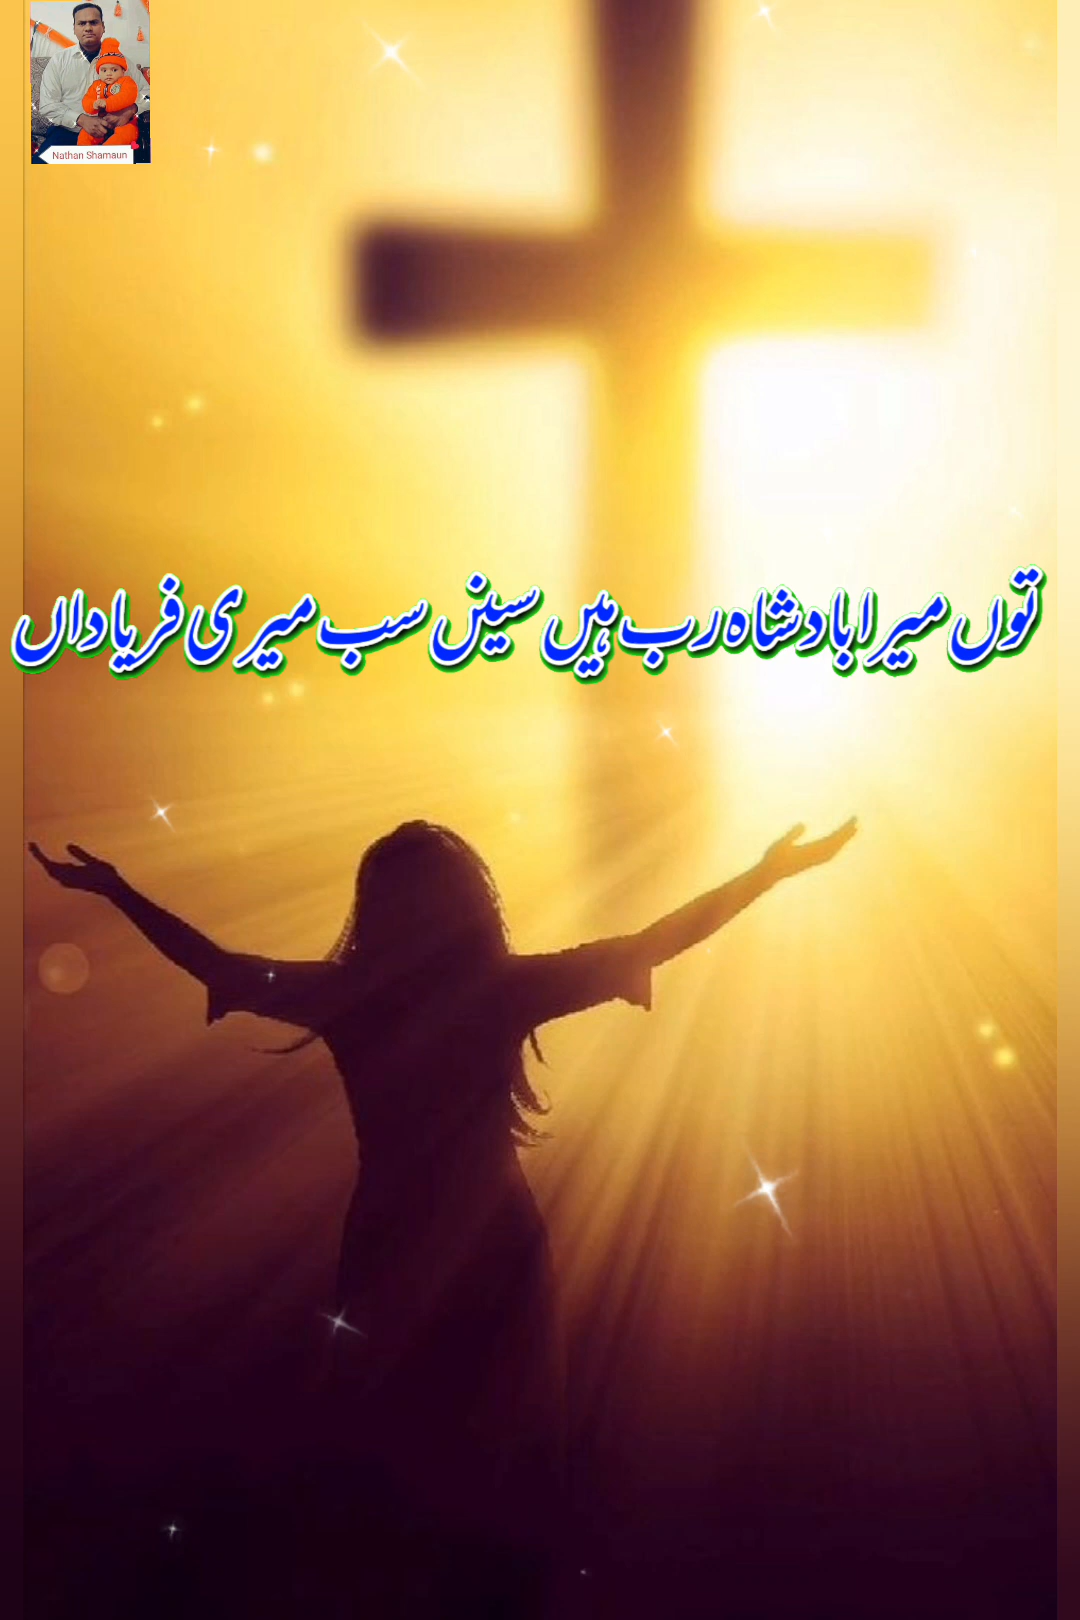 Nathan Shamaun
توں میرا بادشاہ رب ہیں سینں سب میری فریاداں